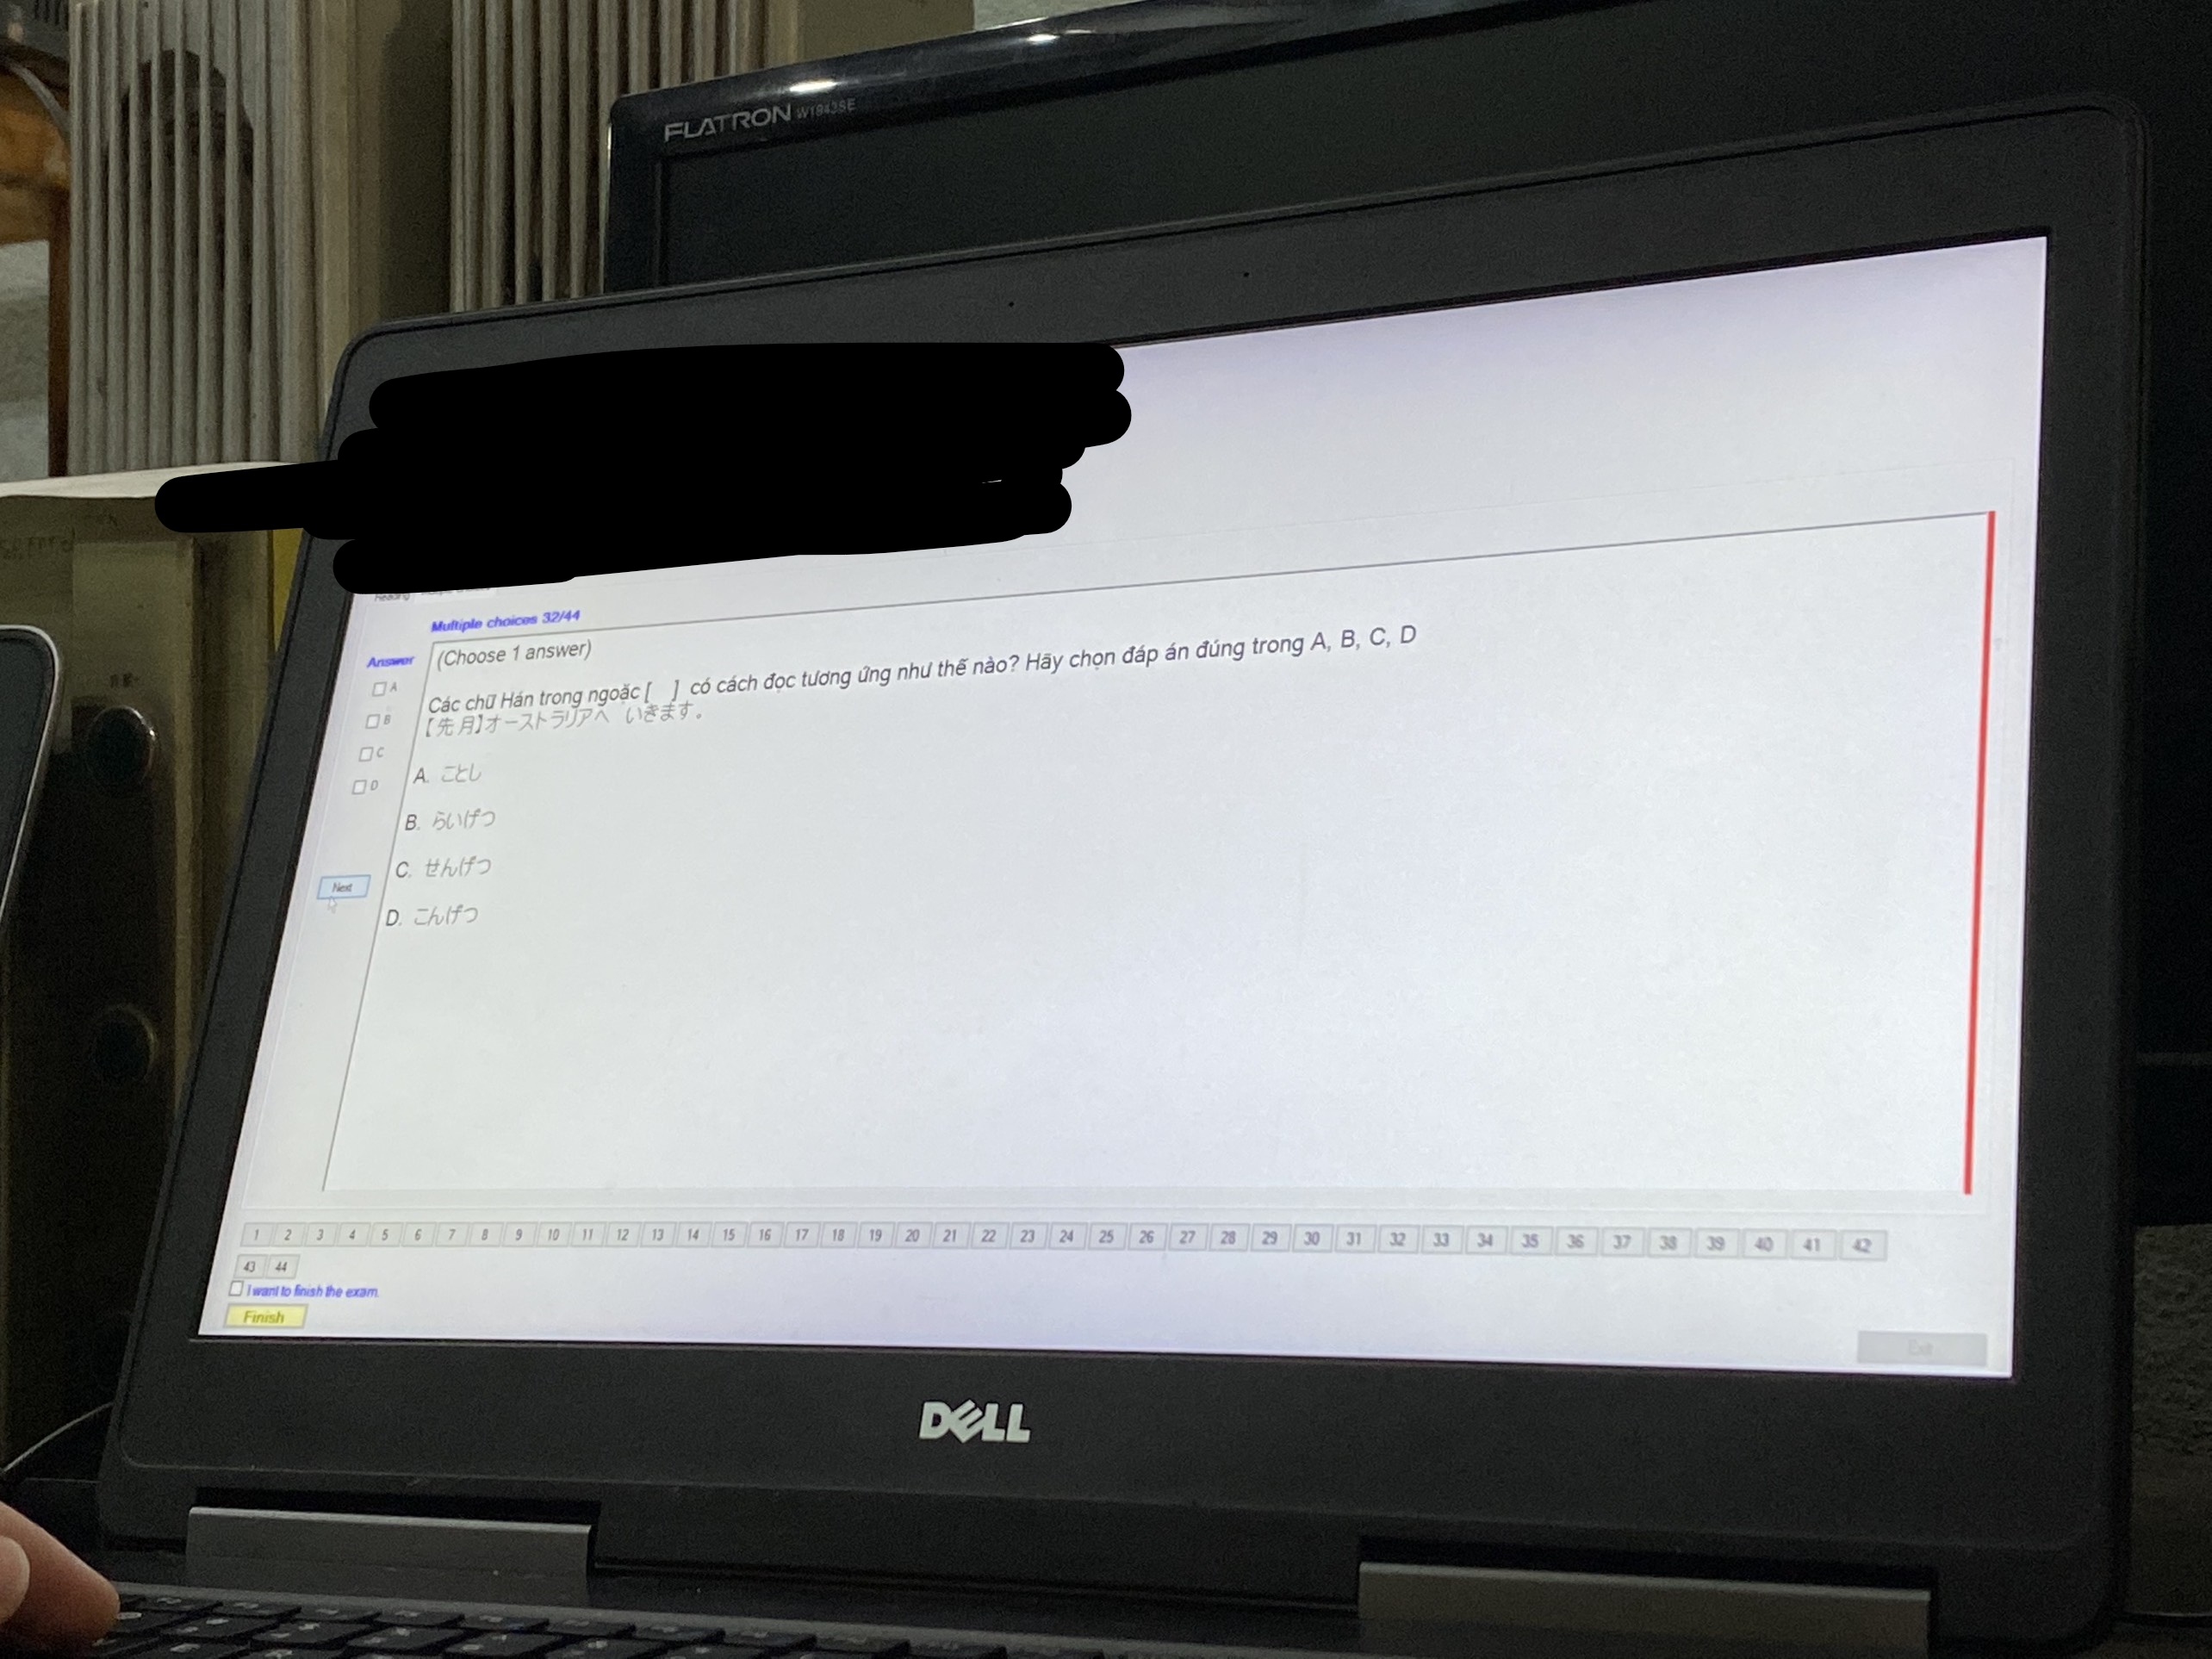 FLATRON W1943SE
Reading
Multiple choices 32/44
Answer
(Choose 1 answer)
A
B
C
D
Các chữ Hán trong ngoặc [ ] có cách đọc tương ứng như thế nào? Hãy chọn đáp án đúng trong A, B, C, D
【先月】オーストラリアへ いきます。
A. ことし
B. らいげつ
C. せんげつ
D. こんげつ
Next
1 2 3 4 5 6 7 8 9 10 11 12 13 14 15 16 17 18 19 20 21 22 23 24 25 26 27 28 29 30 31 32 33 34 35 36 37 38 39 40 41 42
43 44
I want to finish the exam.
Finish
Exit
DELL